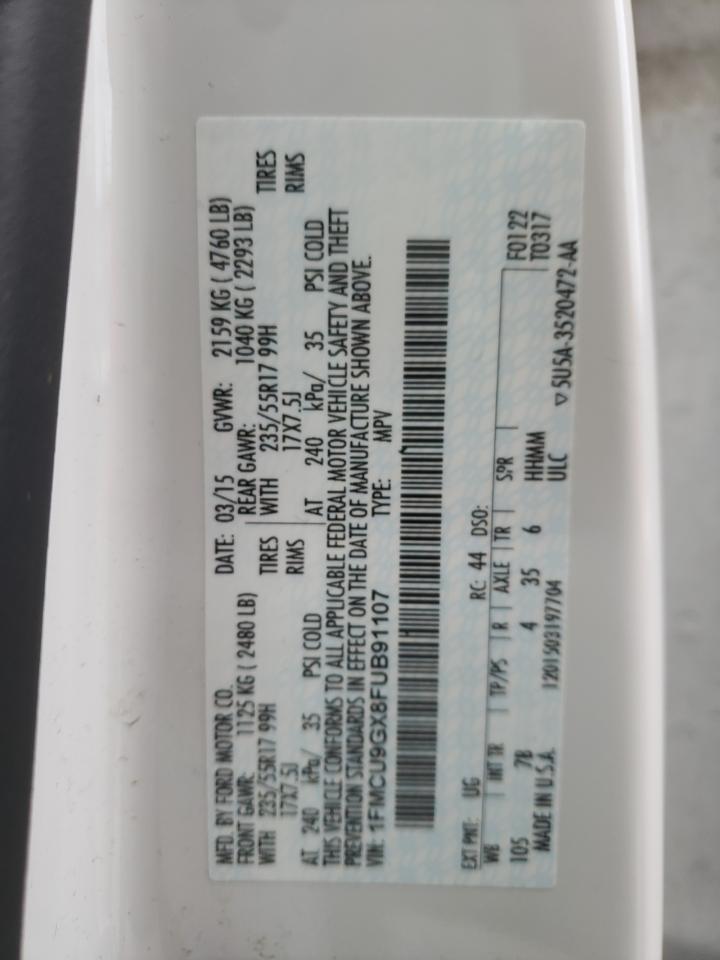 MFD. BY FORD MOTOR CO. DATE: 03/15 GVWR: 2159 KG ( 4760 LB)
FRONT GAWR: 1125 KG ( 2480 LB) REAR GAWR: 1040 KG ( 2293 LB)
WITH 235/55R17 99H TIRES WITH 235/55R17 99H TIRES
17X7.5J RIMS 17X7.5J RIMS
AT 240 kPa/ 35 PSI COLD AT 240 kPa/ 35 PSI COLD
THIS VEHICLE CONFORMS TO ALL APPLICABLE FEDERAL MOTOR VEHICLE SAFETY AND THEFT
PREVENTION STANDARDS IN EFFECT ON THE DATE OF MANUFACTURE SHOWN ABOVE.
VIN: 1FMCU9GX8FUB91107 TYPE: MPV
EXT PNT: UG RC: 44 DSO: F0122
WB INT TR TP/PS R AXLE TR SPR T0317
105 7B 4 35 6 HHMM
MADE IN U.S.A. 1201503197704 ULC ▽5U5A-3520472-AA